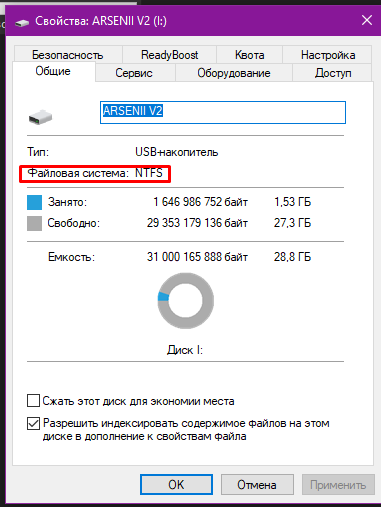 Свойства: ARSENII V2 (I:)
Безопасность ReadyBoost Квота Настройка
Общие Сервис Оборудование Доступ
ARSENII V2
Тип: USB-накопитель
Файловая система: NTFS
Занято: 1 646 986 752 байт 1,53 ГБ
Свободно: 29 353 179 136 байт 27,3 ГБ
Емкость: 31 000 165 888 байт 28,8 ГБ
Диск I:
Сжать этот диск для экономии места
Разрешить индексировать содержимое файлов на этом
диске в дополнение к свойствам файла
OK Отмена Применить